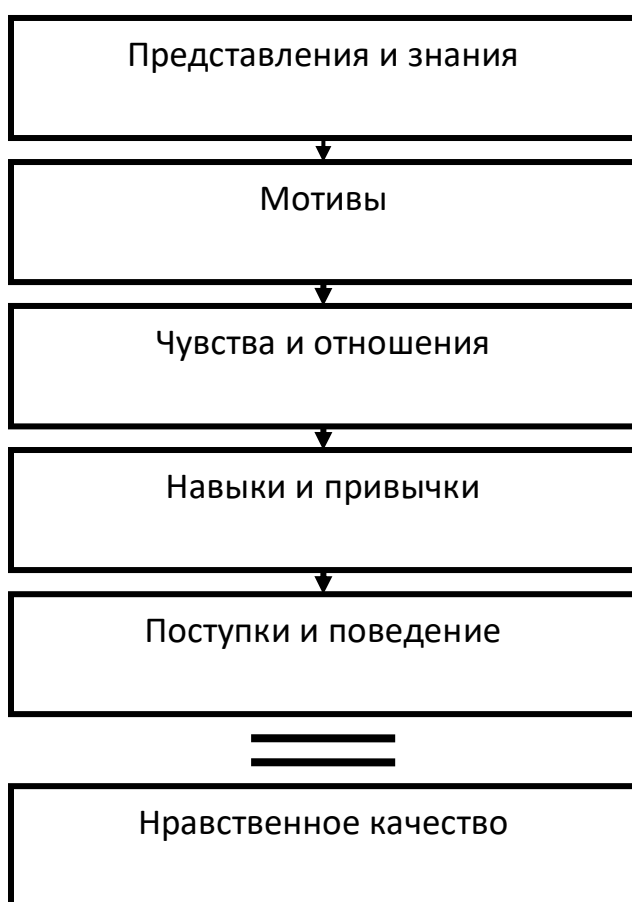 Представления и знания
Мотивы
Чувства и отношения
Навыки и привычки
Поступки и поведение
Нравственное качество